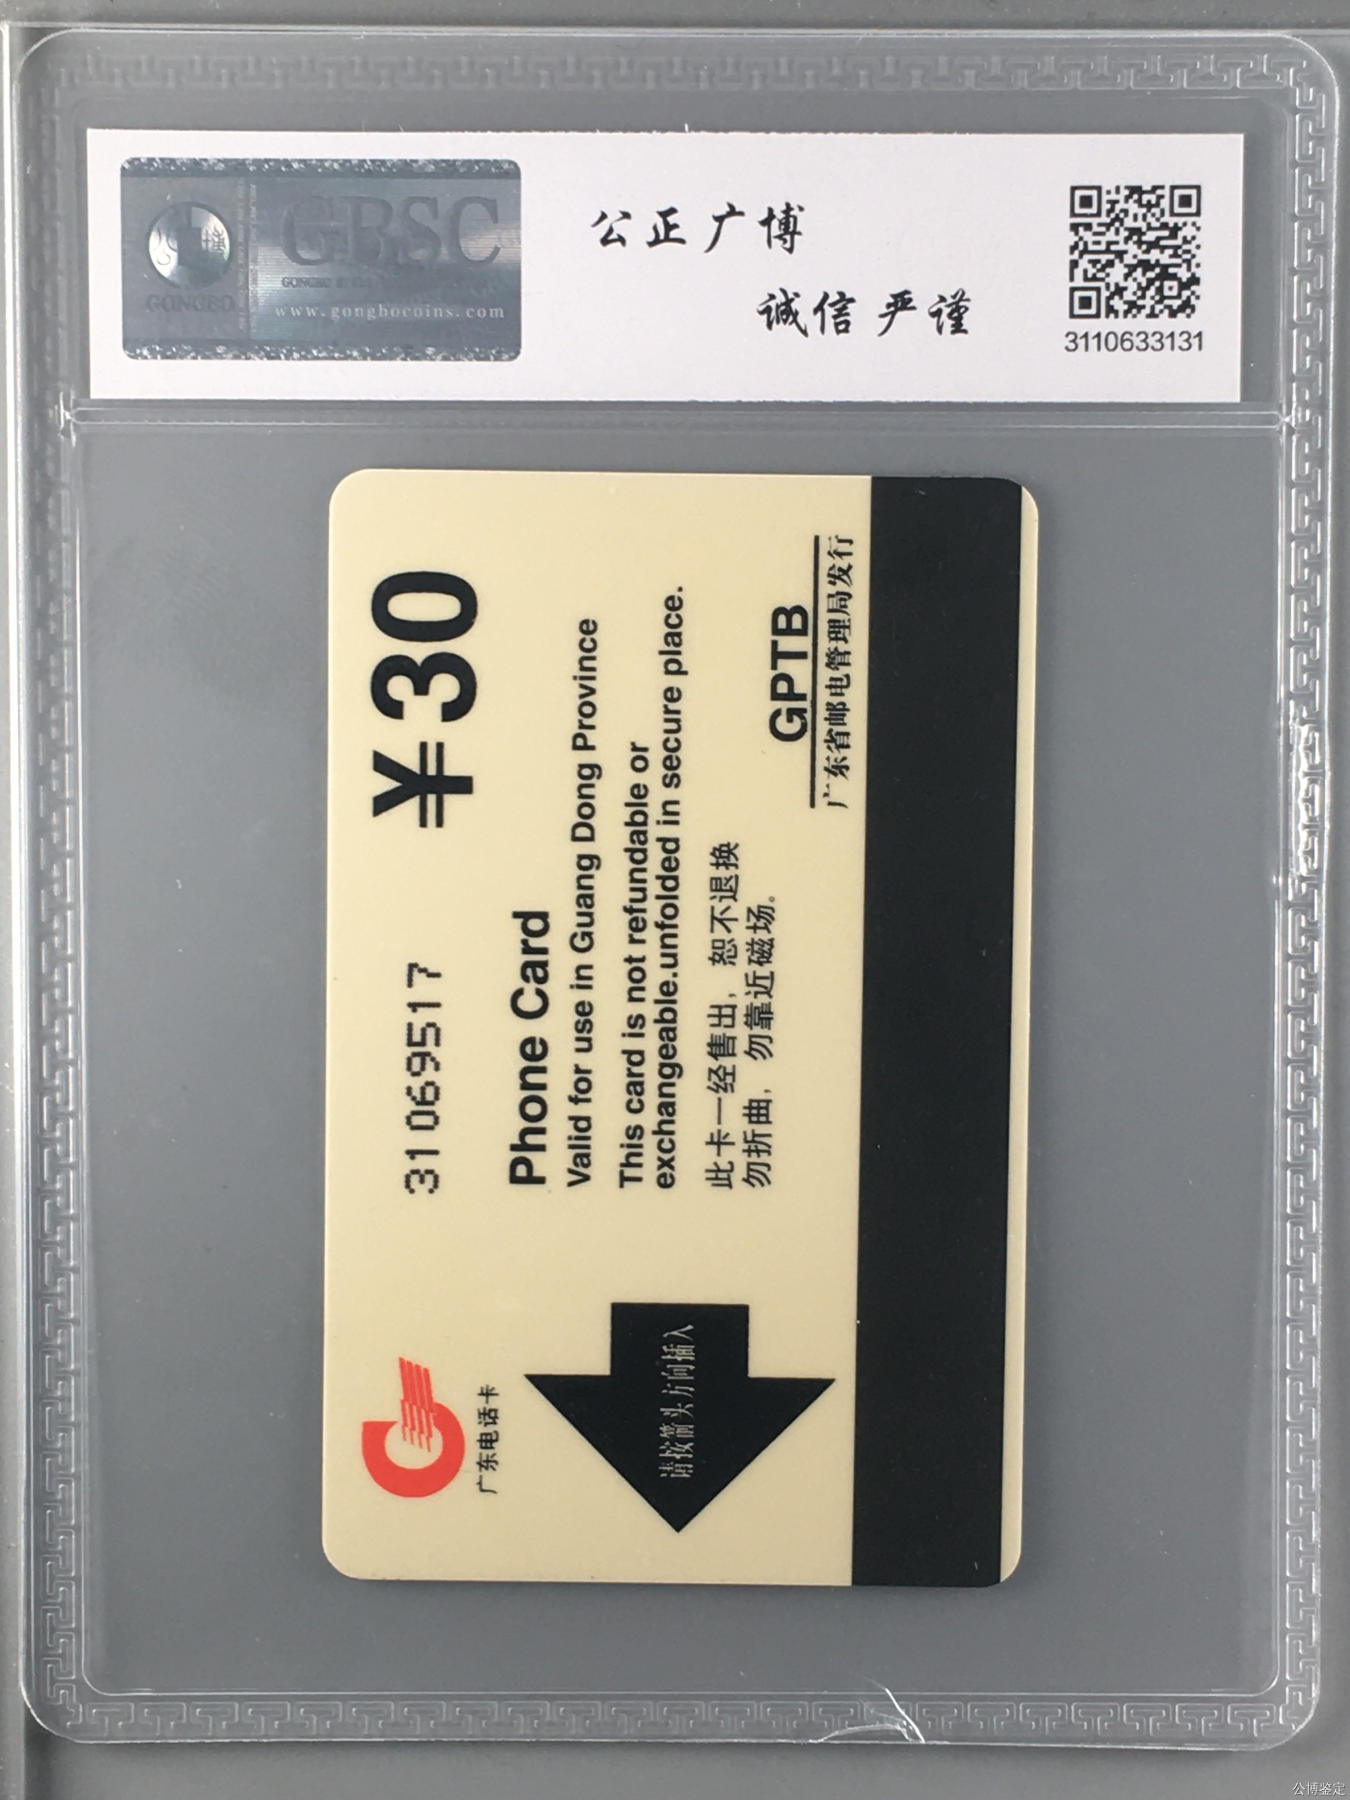 GBSC
GONGBO
www.gongbocoins.com
公正广博
诚信严谨
3110633131
¥30
31069517
Phone Card
Valid for use in Guang Dong Province
This card is not refundable or
exchangeable.unfolded in secure place.
此卡一经售出，恕不退换
勿折曲，勿靠近磁场。
GPTB
广东省邮电管理局发行
广东电话卡
请按箭头方向插入
公博鉴定